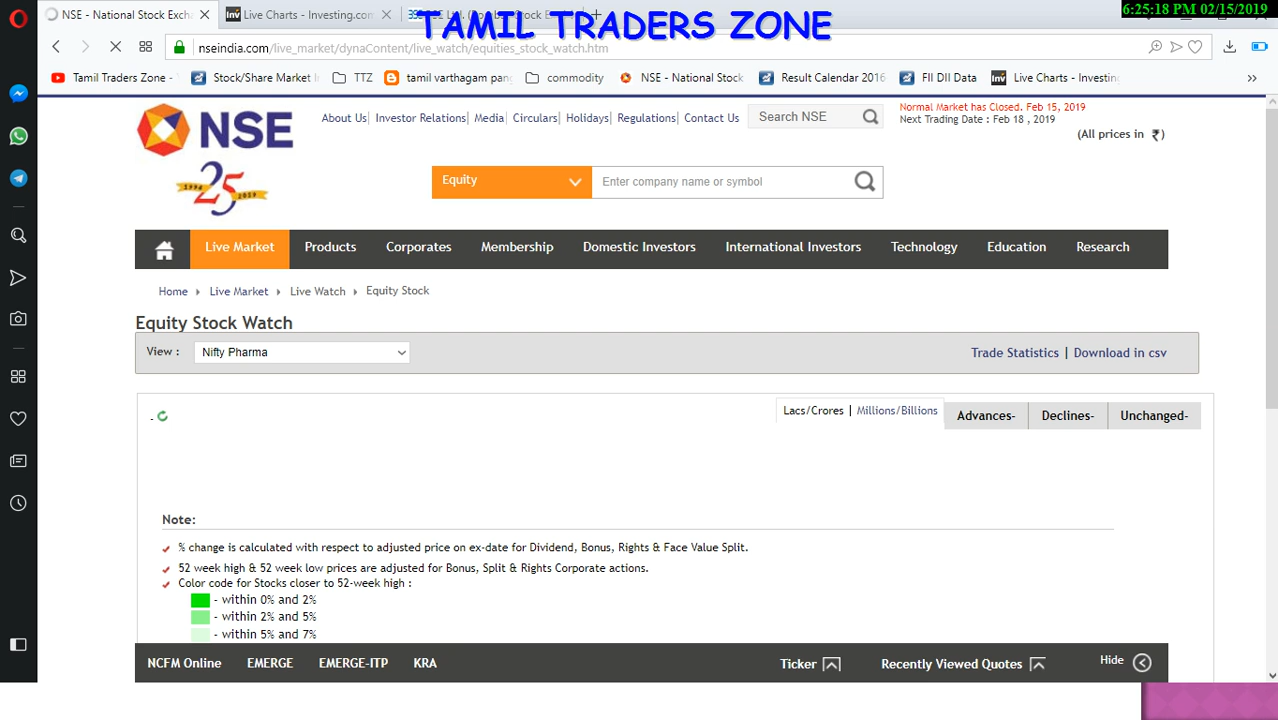 NSE - National Stock Exch
Live Charts - Investing.com
TAMIL TRADERS ZONE
6:25:18 PM 02/15/2019
nseindia.com/live_market/dynaContent/live_watch/equities_stock_watch.htm
Tamil Traders Zone -
Stock/Share Market
TTZ
tamil varthagam pan
commodity
NSE - National Stock
Result Calendar 2016
FII DII Data
Live Charts - Investin
»
NSE
1994 25 2019
About Us| Investor Relations| Media| Circulars| Holidays| Regulations| Contact Us
Search NSE
Normal Market has Closed. Feb 15, 2019
Next Trading Date : Feb 18 , 2019
(All prices in ₹)
Equity
Enter company name or symbol
Live Market Products Corporates Membership Domestic Investors International Investors Technology Education Research
Home Live Market Live Watch Equity Stock
Equity Stock Watch
View : Nifty Pharma
Trade Statistics | Download in csv
-
Lacs/Crores | Millions/Billions
Advances- Declines- Unchanged-
Note:
% change is calculated with respect to adjusted price on ex-date for Dividend, Bonus, Rights & Face Value Split.
52 week high & 52 week low prices are adjusted for Bonus, Split & Rights Corporate actions.
Color code for Stocks closer to 52-week high :
- within 0% and 2%
- within 2% and 5%
- within 5% and 7%
NCFM Online EMERGE EMERGE-ITP KRA Ticker Recently Viewed Quotes Hide